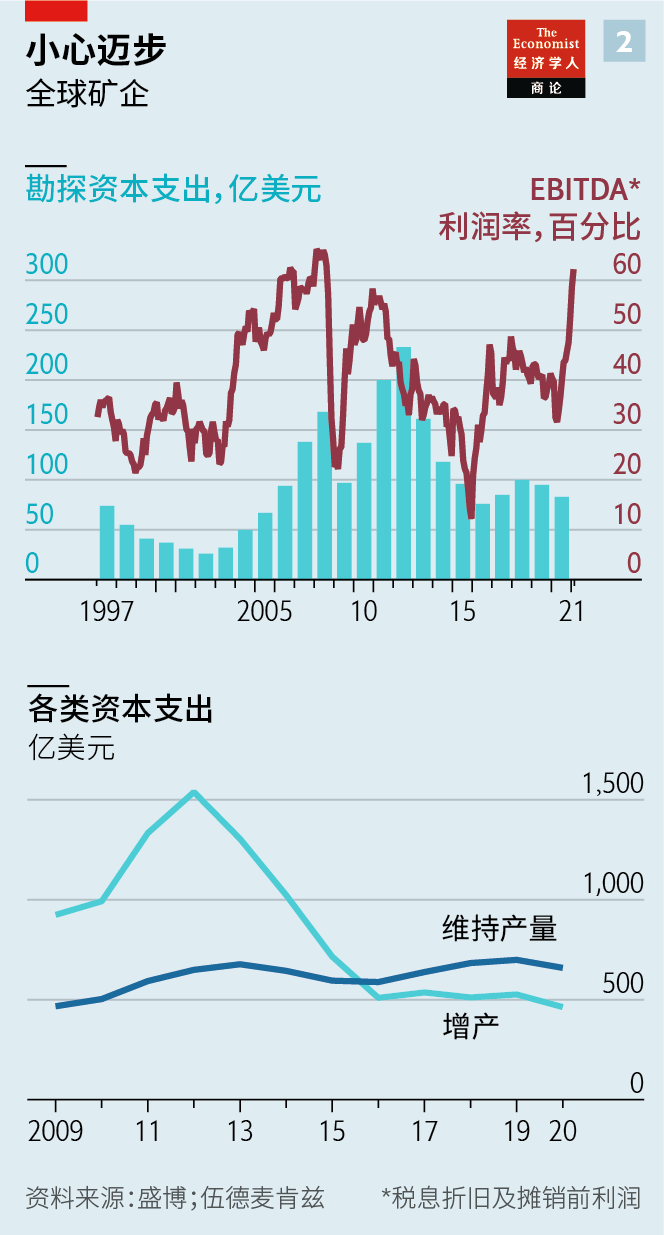 小心迈步
全球矿企
The
Economist
经济学人
商论
2
勘探资本支出，亿美元
EBITDA*
利润率，百分比
300
60
250
50
200
40
150
30
100
20
50
10
0
0
1997
2005
10
15
21
各类资本支出
亿美元
1,500
1,000
维持产量
500
增产
0
2009
11
13
15
17
19
20
资料来源：盛博；伍德麦肯兹
*税息折旧及摊销前利润